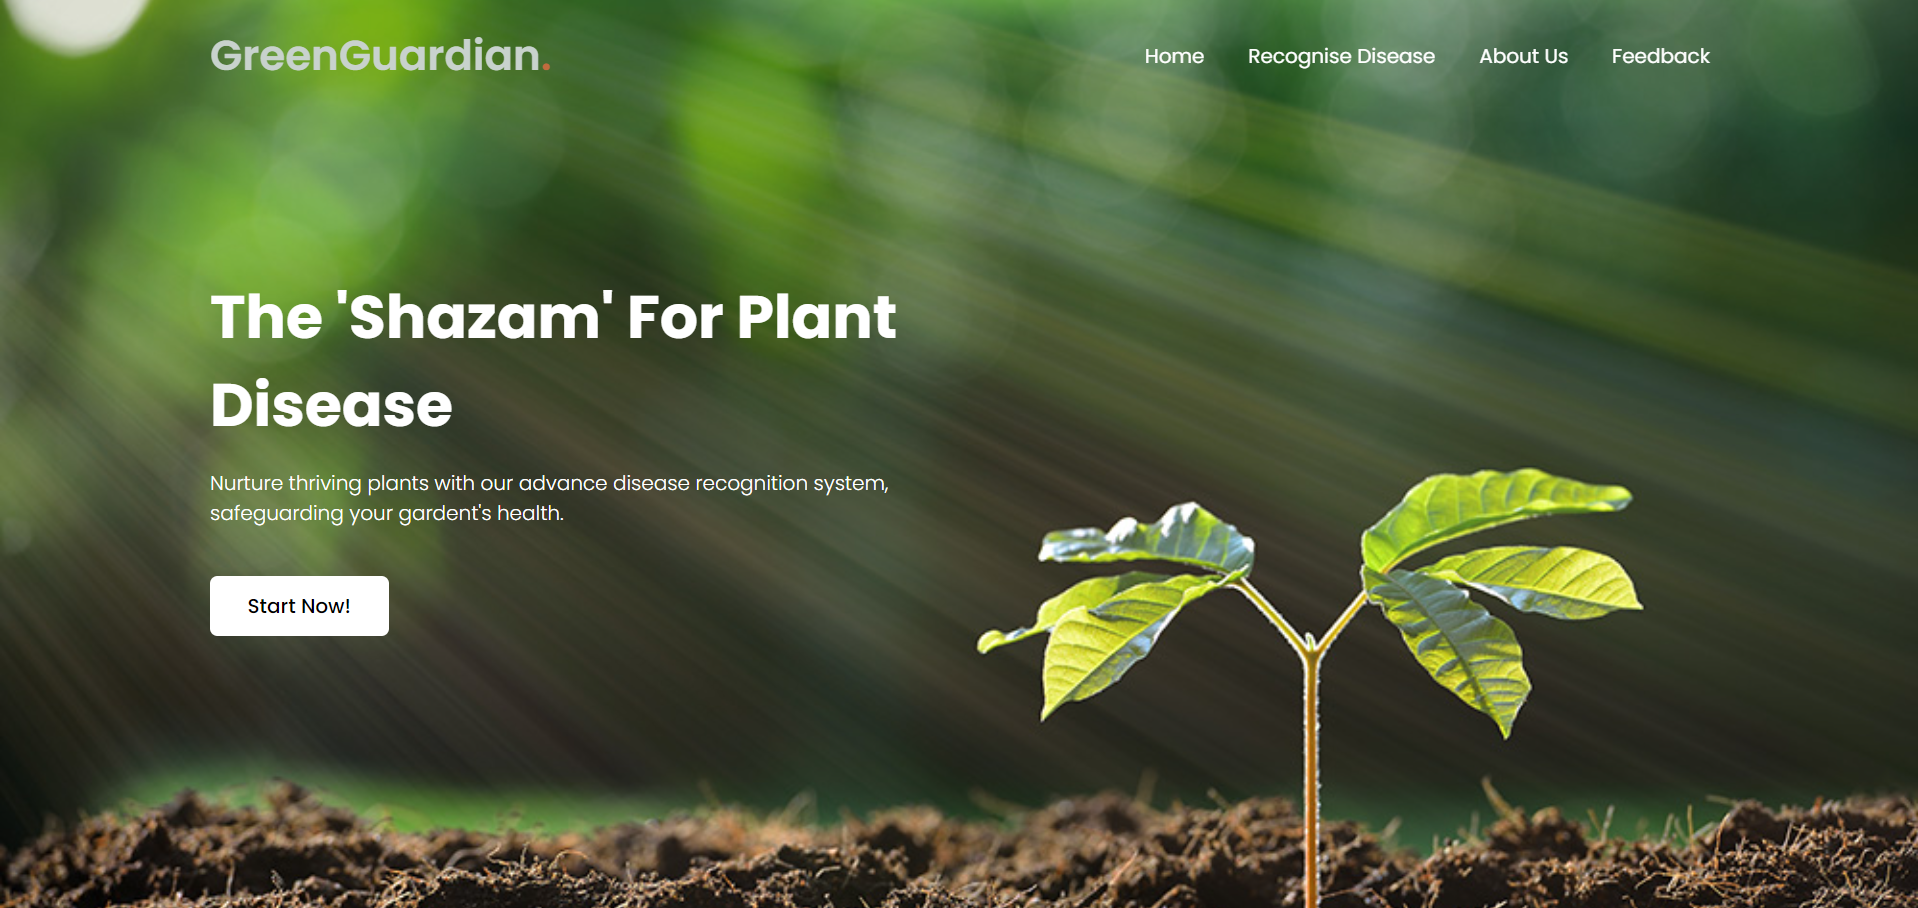 GreenGuardian.
Home Recognise Disease About Us Feedback
The 'Shazam' For Plant
Disease
Nurture thriving plants with our advance disease recognition system,
safeguarding your gardent's health.
Start Now!